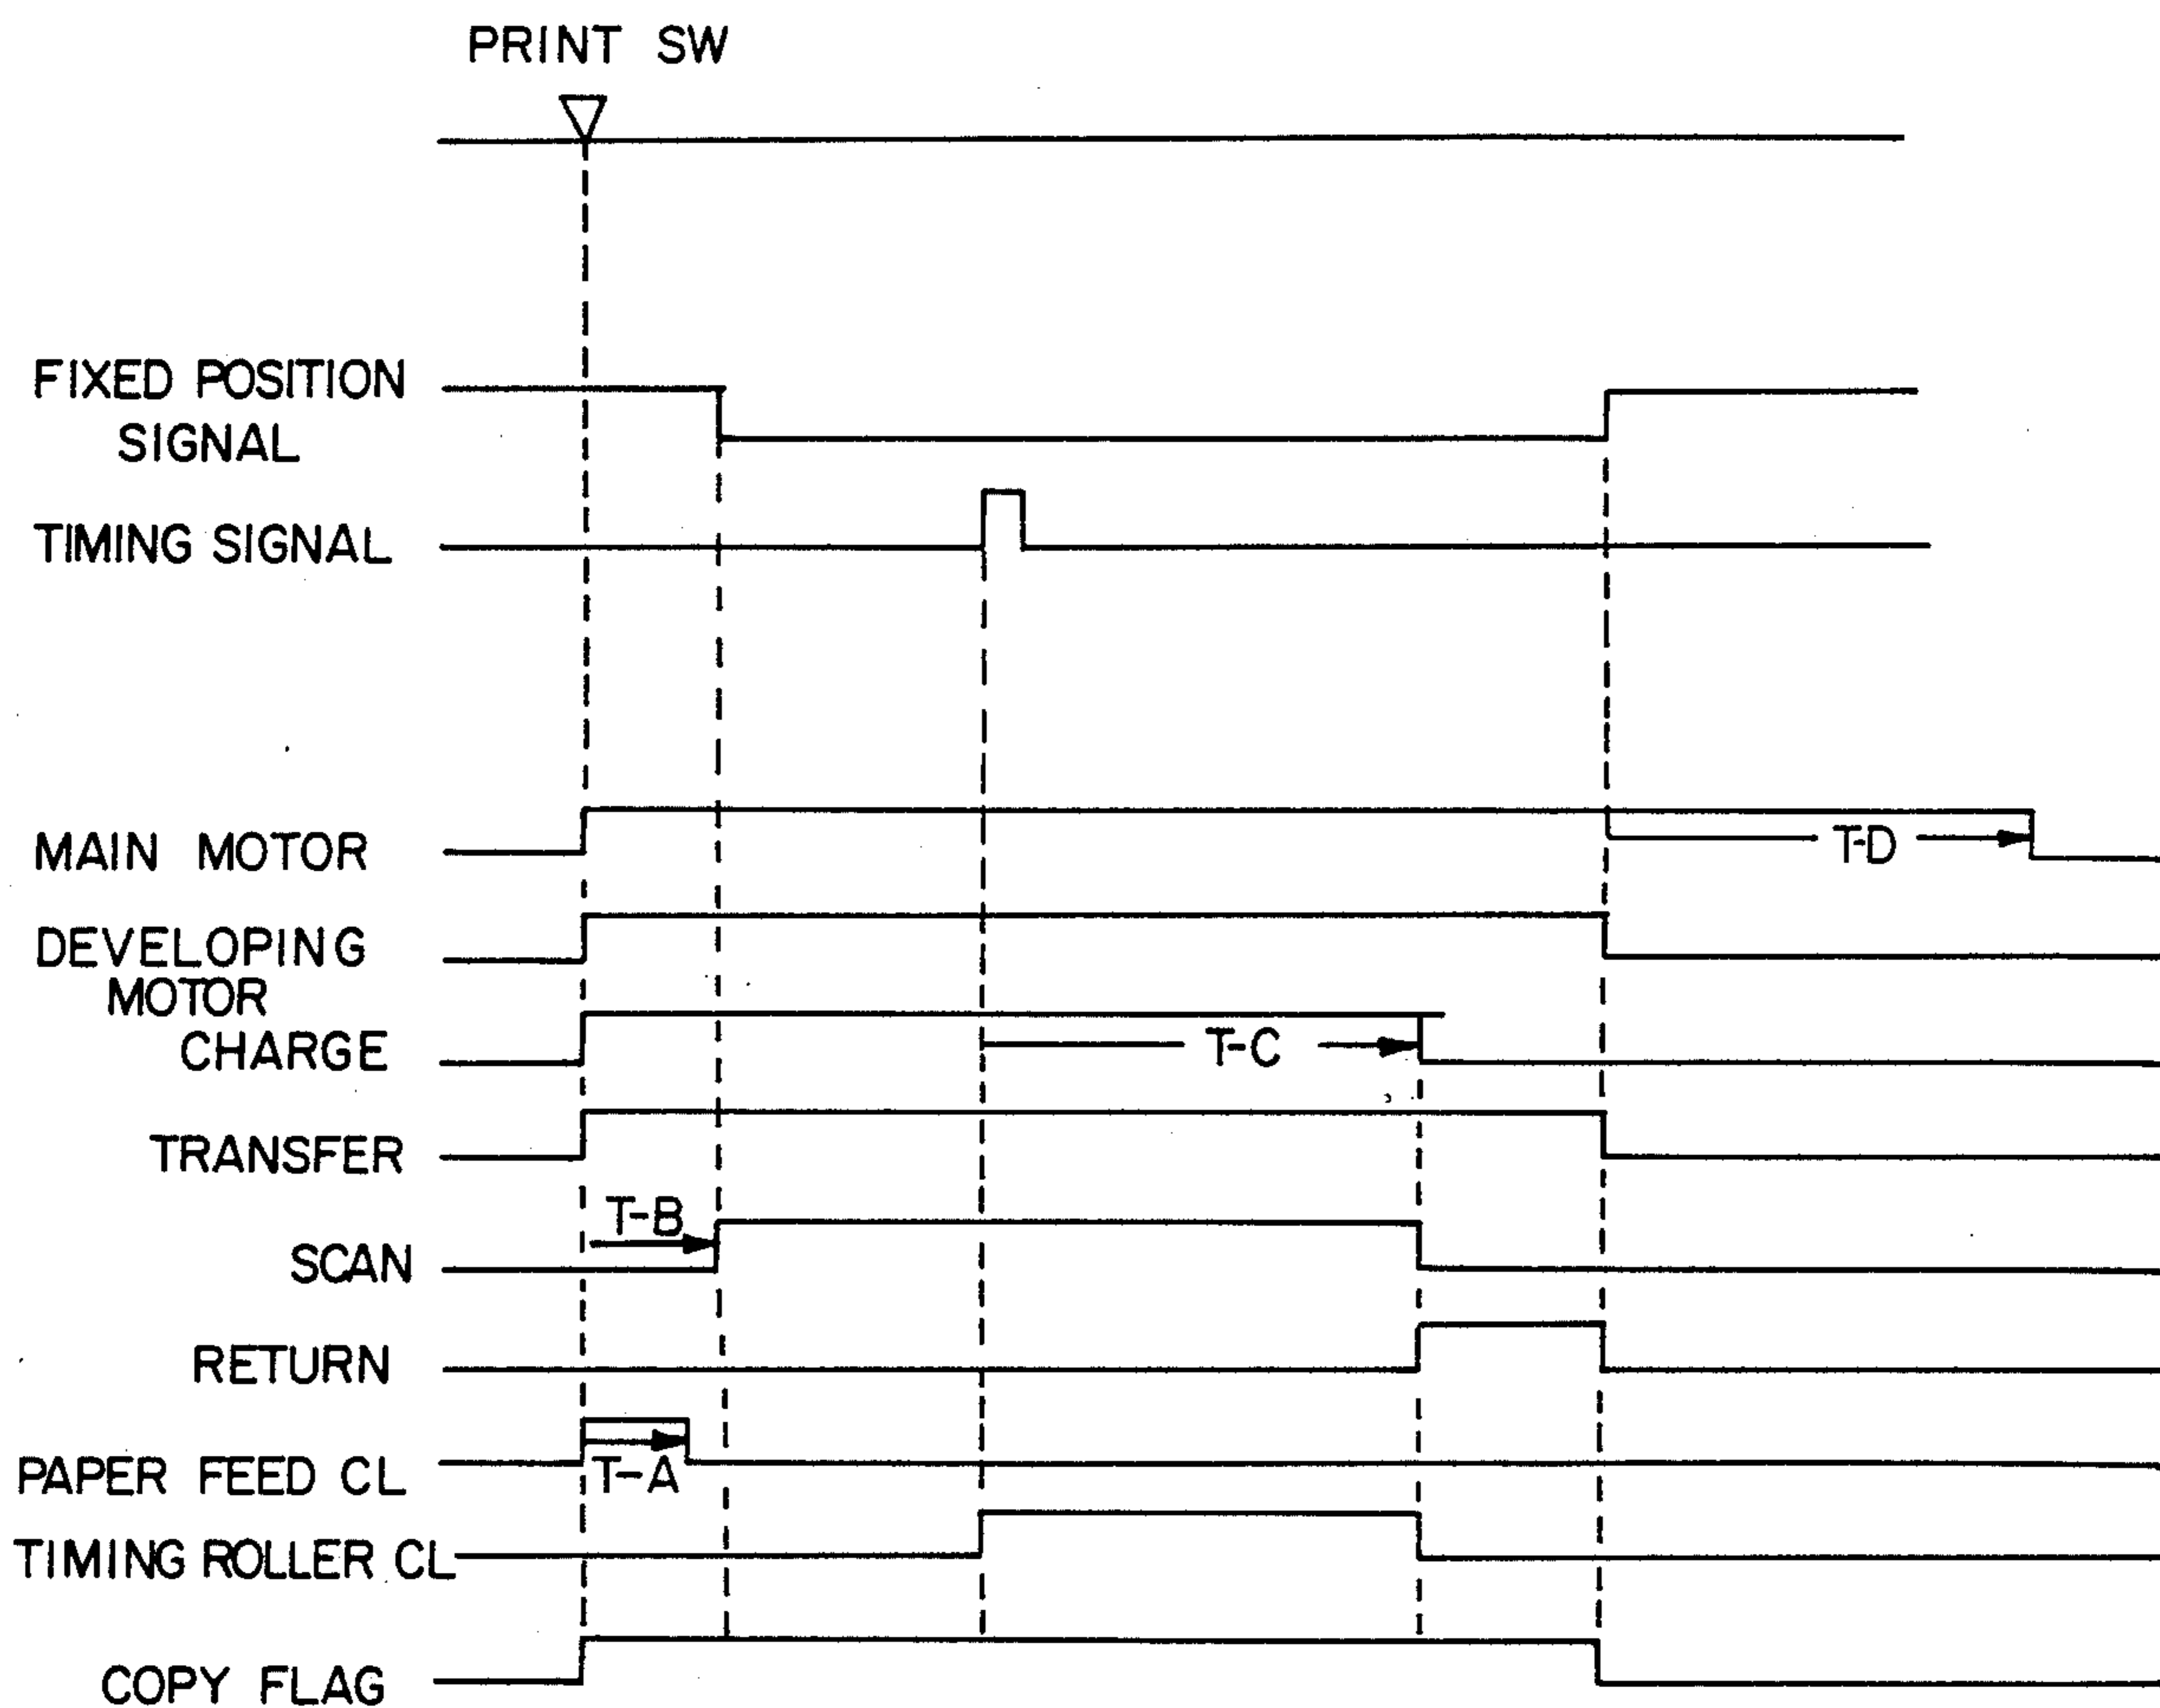 PRINT SW
FIXED POSITION
SIGNAL
TIMING SIGNAL
MAIN MOTOR
T-D
DEVELOPING
MOTOR
CHARGE
T-C
TRANSFER
T-B
SCAN
RETURN
PAPER FEED CL
T-A
TIMING ROLLER CL
COPY FLAG